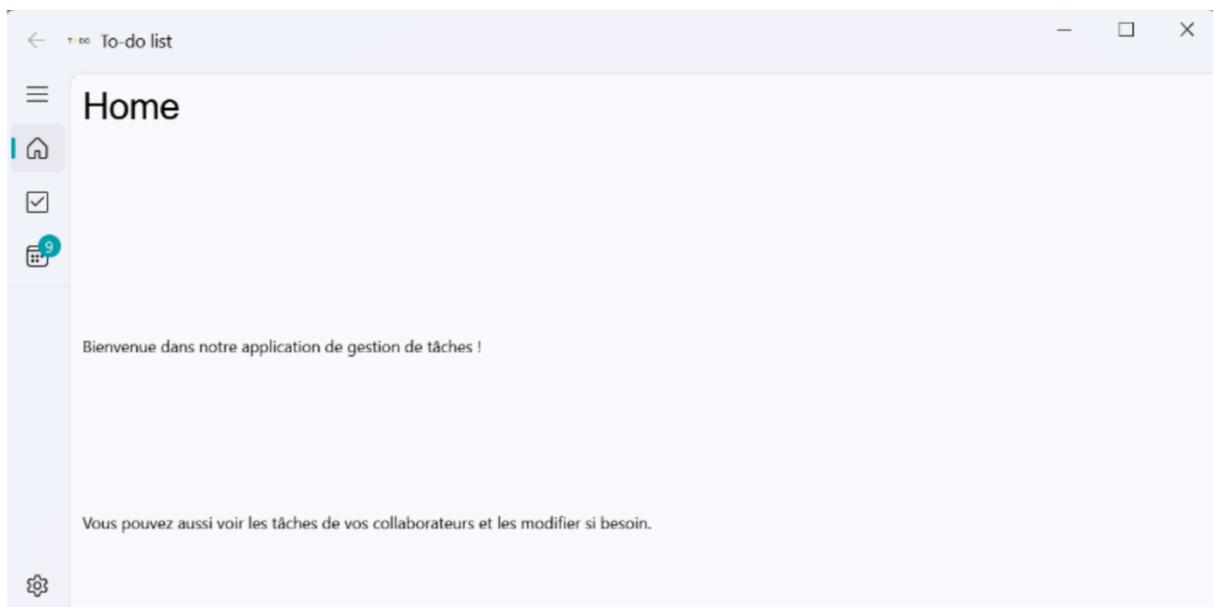 To-do list
Home
9
Bienvenue dans notre application de gestion de tâches !
Vous pouvez aussi voir les tâches de vos collaborateurs et les modifier si besoin.